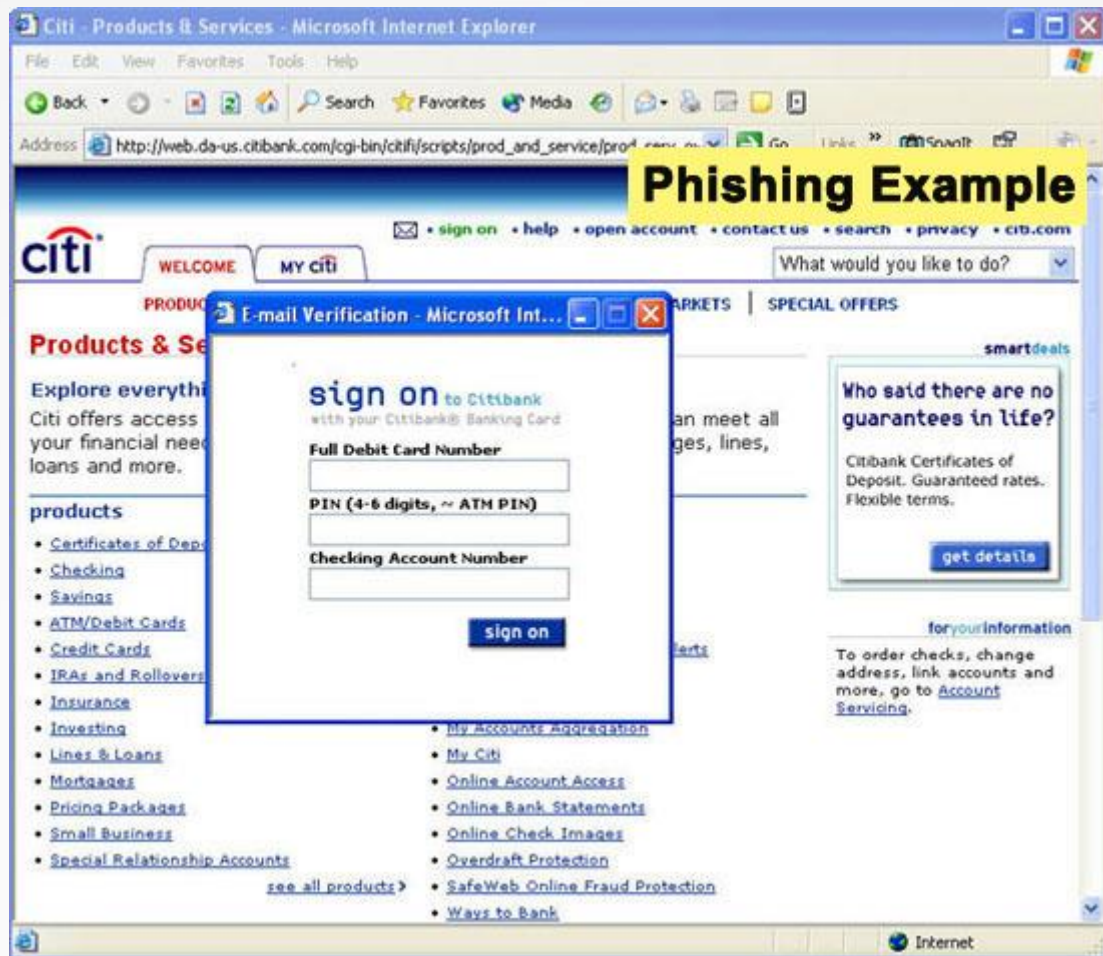 Citi - Products & Services - Microsoft Internet Explorer
File Edit View Favorites Tools Help
Back Search Favorites Media
Address http://web.da-us.citibank.com/cgi-bin/citifi/scripts/prod_and_service/prod_serv Go Links » SnagIt
Phishing Example
• sign on • help • open account • contact us • search • privacy • citi.com
citi
WELCOME MY citi
What would you like to do?
PRODUC ARKETS | SPECIAL OFFERS
E-mail Verification - Microsoft Int...
Products & Se
Explore everythi
Citi offers access an meet all
your financial need ges, lines,
loans and more.
sign on to Citibank
with your Citibank® Banking Card
Full Debit Card Number
PIN (4-6 digits, ~ ATM PIN)
Checking Account Number
sign on
smartdeals
Who said there are no
guarantees in life?
Citibank Certificates of
Deposit. Guaranteed rates.
Flexible terms.
get details
foryourinformation
To order checks, change
address, link accounts and
more, go to Account
Servicing.
products
• Certificates of Depo
• Checking
• Savings
• ATM/Debit Cards
• Credit Cards
• IRAs and Rollovers
• Insurance
• Investing
• Lines & Loans
• Mortgages
• Pricing Packages
• Small Business
• Special Relationship Accounts
see all products >
lerts
• My Accounts Aggregation
• My Citi
• Online Account Access
• Online Bank Statements
• Online Check Images
• Overdraft Protection
• SafeWeb Online Fraud Protection
• Ways to Bank
Internet